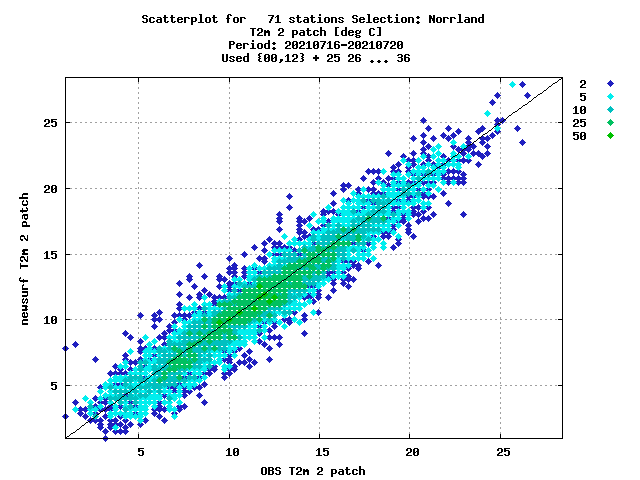 Scatterplot for 71 stations Selection: Norrland
T2m 2 patch [deg C]
Period: 20210716-20210720
Used {00,12} + 25 26 ... 36
2
5
10
25
50
25
20
15
10
5
newsurf T2m 2 patch
5 10 15 20 25
OBS T2m 2 patch